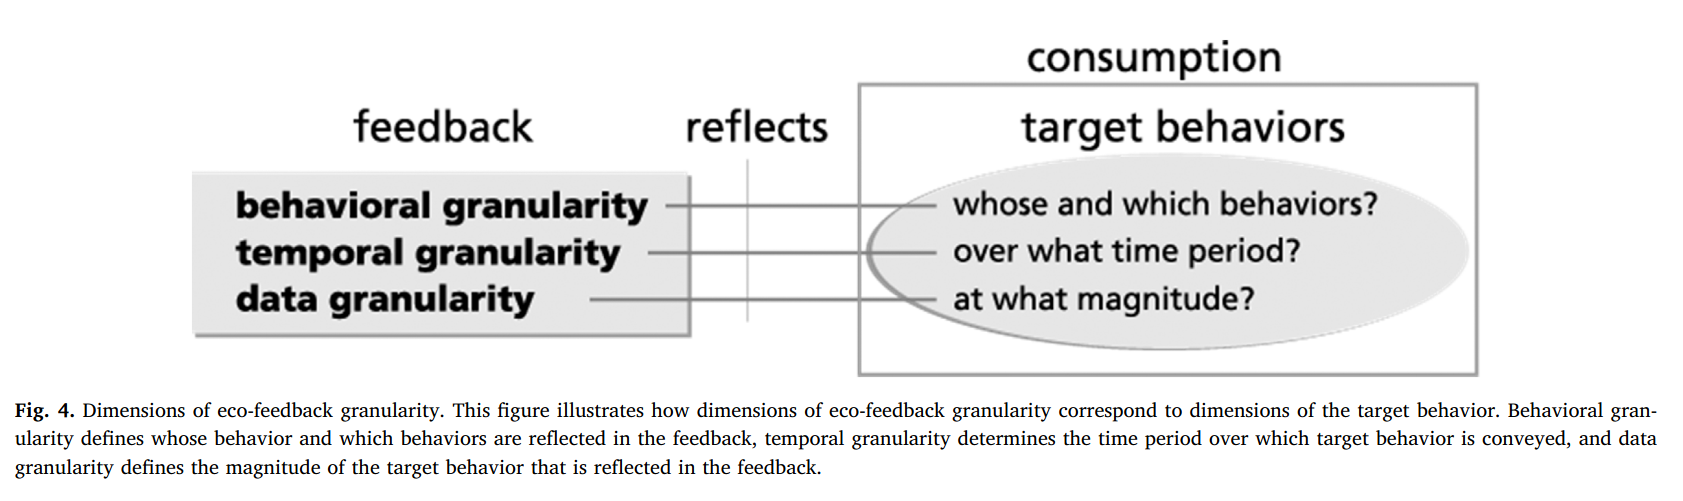 consumption
feedback reflects target behaviors
behavioral granularity whose and which behaviors?
temporal granularity over what time period?
data granularity at what magnitude?
Fig. 4. Dimensions of eco-feedback granularity. This figure illustrates how dimensions of eco-feedback granularity correspond to dimensions of the target behavior. Behavioral gran-
ularity defines whose behavior and which behaviors are reflected in the feedback, temporal granularity determines the time period over which target behavior is conveyed, and data
granularity defines the magnitude of the target behavior that is reflected in the feedback.